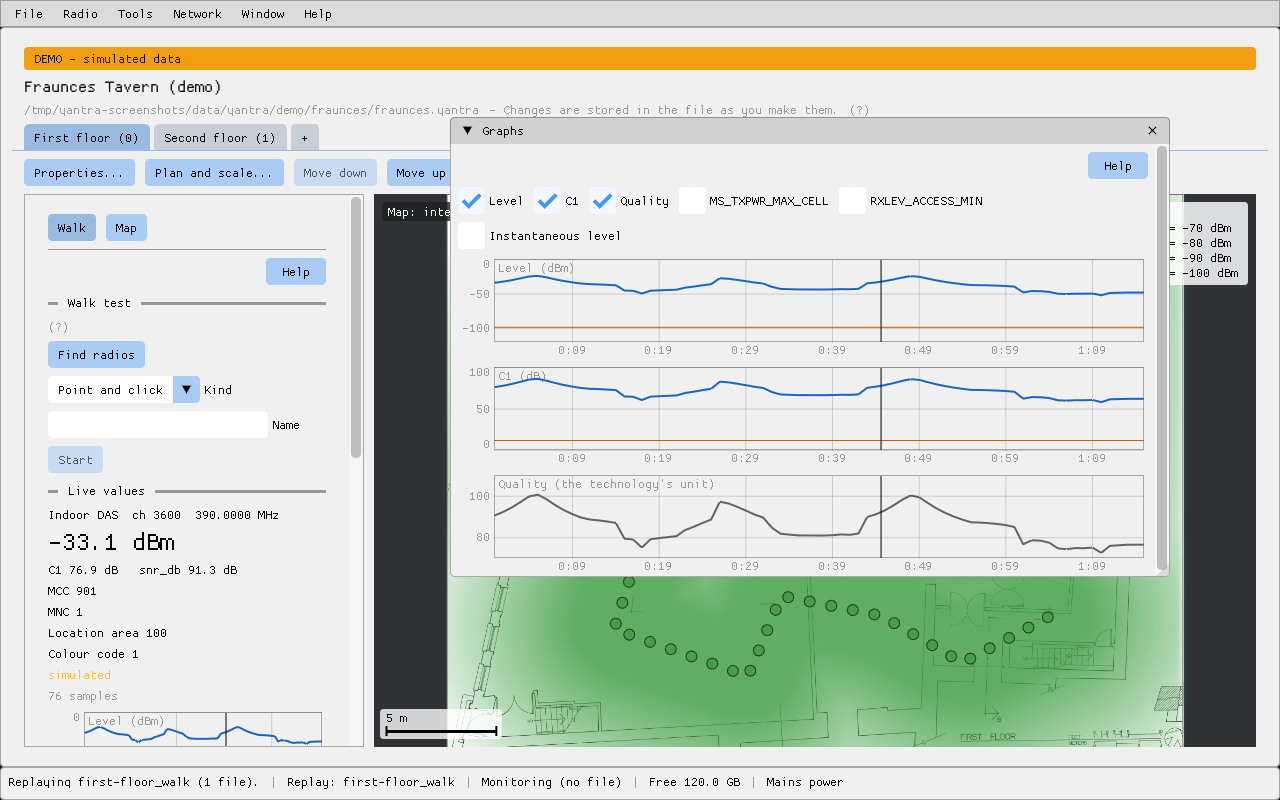 File Radio Tools Network Window Help
DEMO - simulated data
Fraunces Tavern (demo)
/tmp/yantra-screenshots/data/yantra/demo/fraunces/fraunces.yantra - Changes are stored in the file as you make them. (?)
First floor (0) Second floor (1) +
Properties... Plan and scale... Move down Move up
Graphs
Help
Level C1 Quality MS_TXPWR_MAX_CELL RXLEV_ACCESS_MIN
Instantaneous level
Level (dBm)
0
-50
-100
0:09 0:19 0:29 0:39 0:49 0:59 1:09
C1 (dB)
100
50
0
0:09 0:19 0:29 0:39 0:49 0:59 1:09
Quality (the technology's unit)
100
80
0:09 0:19 0:29 0:39 0:49 0:59 1:09
Walk Map
Help
Walk test
(?)
Find radios
Point and click Kind
Name
Start
Live values
Indoor DAS ch 3600 390.0000 MHz
-33.1 dBm
C1 76.9 dB snr_db 91.3 dB
MCC 901
MNC 1
Location area 100
Colour code 1
simulated
76 samples
0 Level (dBm)
Map: inte
= -70 dBm
= -80 dBm
= -90 dBm
= -100 dBm
5 m
FIRST FLOOR
Replaying first-floor_walk (1 file). | Replay: first-floor_walk | Monitoring (no file) | Free 120.0 GB | Mains power